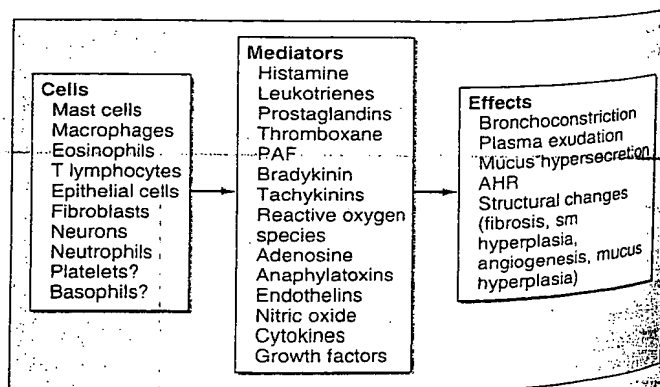 Cells
Mast cells
Macrophages
Eosinophils
T lymphocytes
Epithelial cells
Fibroblasts
Neurons
Neutrophils
Platelets?
Basophils?
Mediators
Histamine
Leukotrienes
Prostaglandins
Thromboxane
PAF
Bradykinin
Tachykinins
Reactive oxygen
species
Adenosine
Anaphylatoxins
Endothelins
Nitric oxide
Cytokines
Growth factors
Effects
Bronchoconstriction
Plasma exudation
Mucus hypersecretion
AHR
Structural changes
(fibrosis, sm
hyperplasia,
angiogenesis, mucus
hyperplasia)